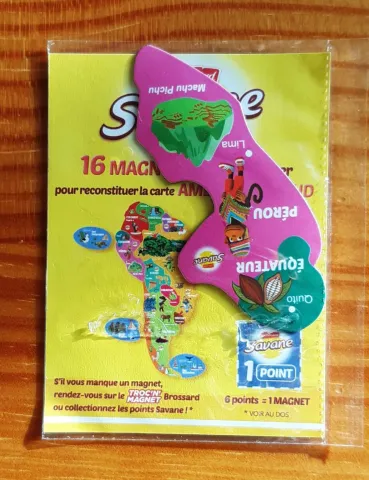 Savane
16 MAGN
pour reconstituer la carte AM
Machu Pichu
Lima
PÉROU
Savane
ÉQUATEUR
Quito
Savane
1 POINT
S'il vous manque un magnet,
rendez-vous sur le TROC'N' MAGNET Brossard
ou collectionnez les points Savane ! *
6 points = 1 MAGNET
* VOIR AU DOS